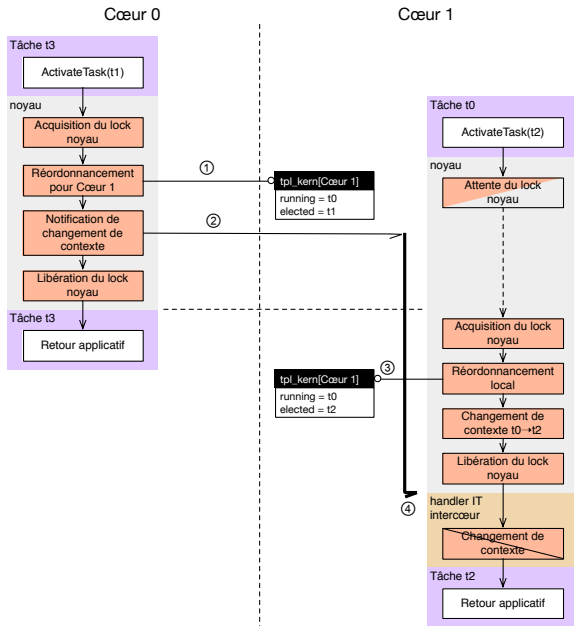 Cœur 0
Cœur 1
Tâche t3
ActivateTask(t1)
noyau
Acquisition du lock
noyau
Réordonnancement
pour Cœur 1
①
Notification de
changement de
contexte
②
Libération du lock
noyau
Tâche t3
Retour applicatif
tpl_kern[Cœur 1]
running = t0
elected = t1
Tâche t0
ActivateTask(t2)
noyau
Attente du lock
noyau
Acquisition du lock
noyau
③
Réordonnancement
local
tpl_kern[Cœur 1]
running = t0
elected = t2
Changement de
contexte t0→t2
Libération du lock
noyau
④
handler IT
intercœur
Changement de
contexte
Tâche t2
Retour applicatif